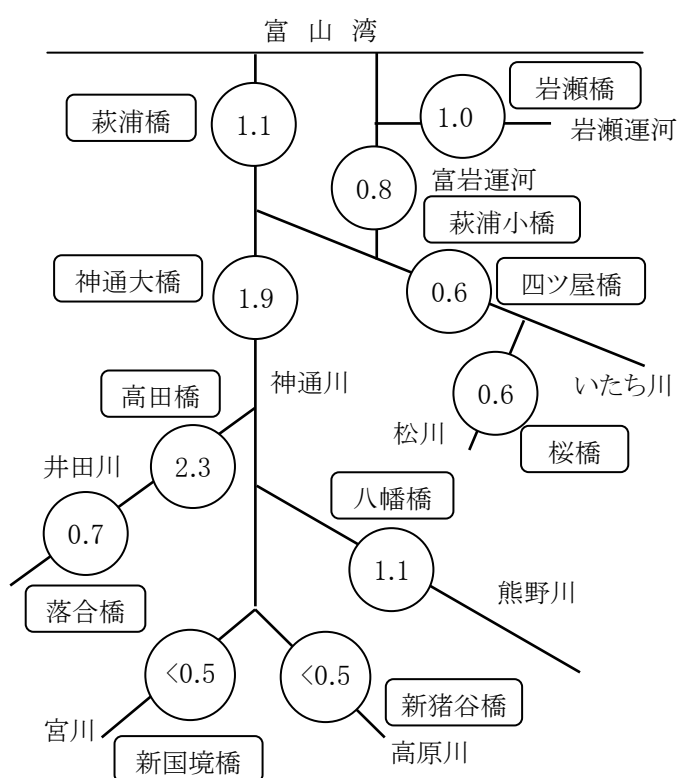 富 山 湾
岩瀬橋
萩浦橋
1.1
1.0
岩瀬運河
0.8
富岩運河
萩浦小橋
神通大橋
1.9
0.6
四ツ屋橋
高田橋
神通川
0.6
いたち川
松川
桜橋
井田川
2.3
八幡橋
0.7
1.1
熊野川
落合橋
<0.5
<0.5
新猪谷橋
宮川
高原川
新国境橋